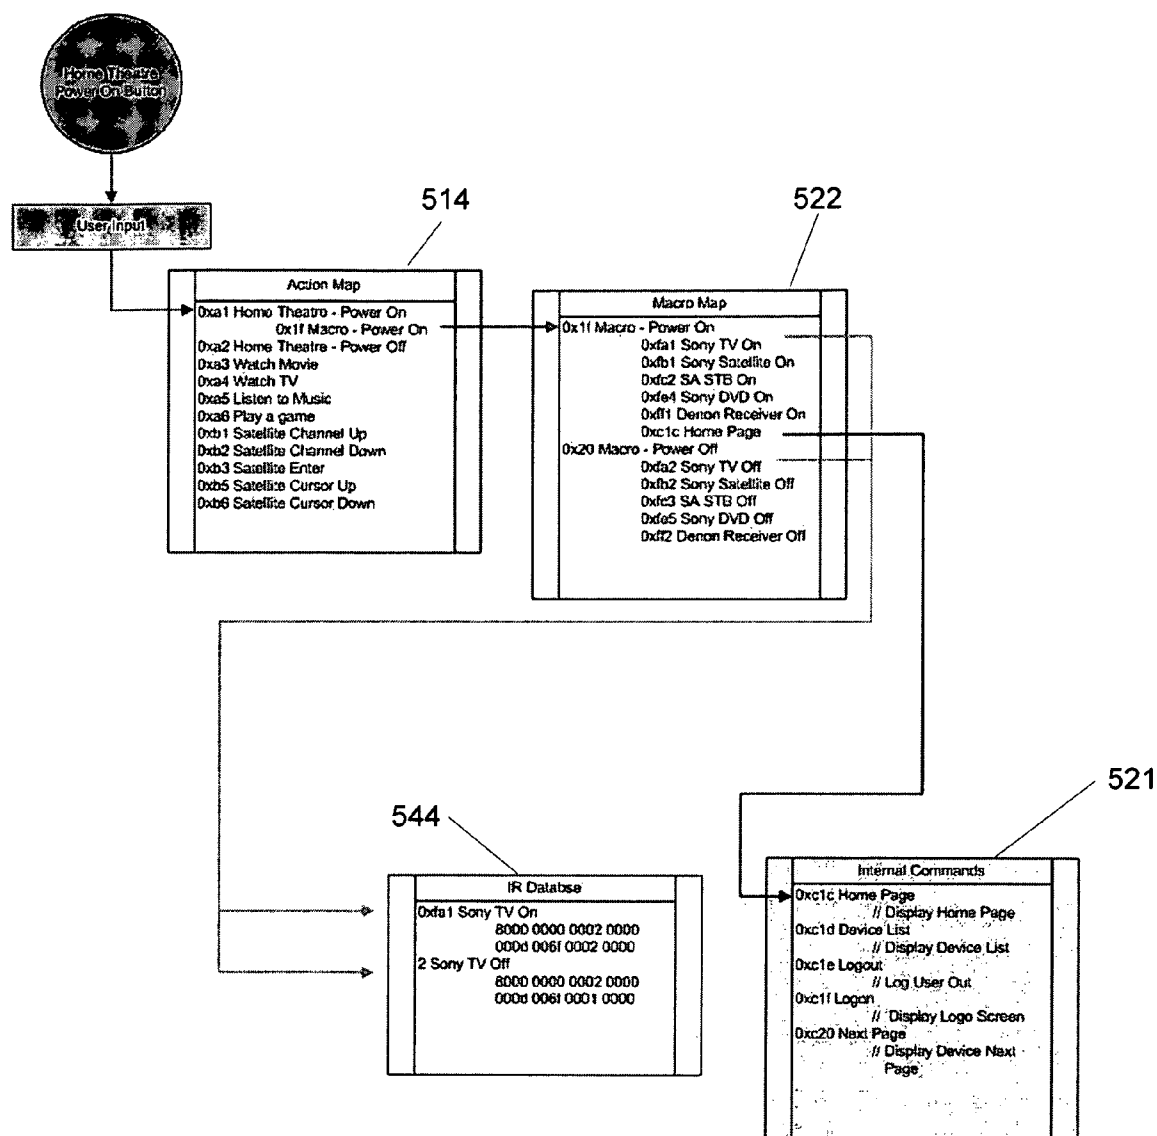 Home Theatre
Power On Button
User Input
514
522
Action Map
0xa1 Home Theatre - Power On
0x1f Macro - Power On
0xa2 Home Theatre - Power Off
0xa3 Watch Movie
0xa4 Watch TV
0xa5 Listen to Music
0xa6 Play a game
0xb1 Satellite Channel Up
0xb2 Satellite Channel Down
0xb3 Satellite Enter
0xb5 Satellite Cursor Up
0xb6 Satellite Cursor Down
Macro Map
0x1f Macro - Power On
0xfa1 Sony TV On
0xfb1 Sony Satellite On
0xfc2 SA STB On
0xfe4 Sony DVD On
0xff1 Denon Receiver On
0xc1c Home Page
0x20 Macro - Power Off
0xfa2 Sony TV Off
0xfb2 Sony Satellite Off
0xfc3 SA STB Off
0xfe5 Sony DVD Off
0xff2 Denon Receiver Off
544
521
IR Databse
0xfa1 Sony TV On
8000 0000 0002 0000
000d 006f 0002 0000
2 Sony TV Off
8000 0000 0002 0000
000d 006f 0001 0000
Internal Commands
0xc1c Home Page
// Display Home Page
0xc1d Device List
// Display Device List
0xc1e Logout
// Log User Out
0xc1f Logon
// Display Logo Screen
0xc20 Next Page
// Display Device Next
Page